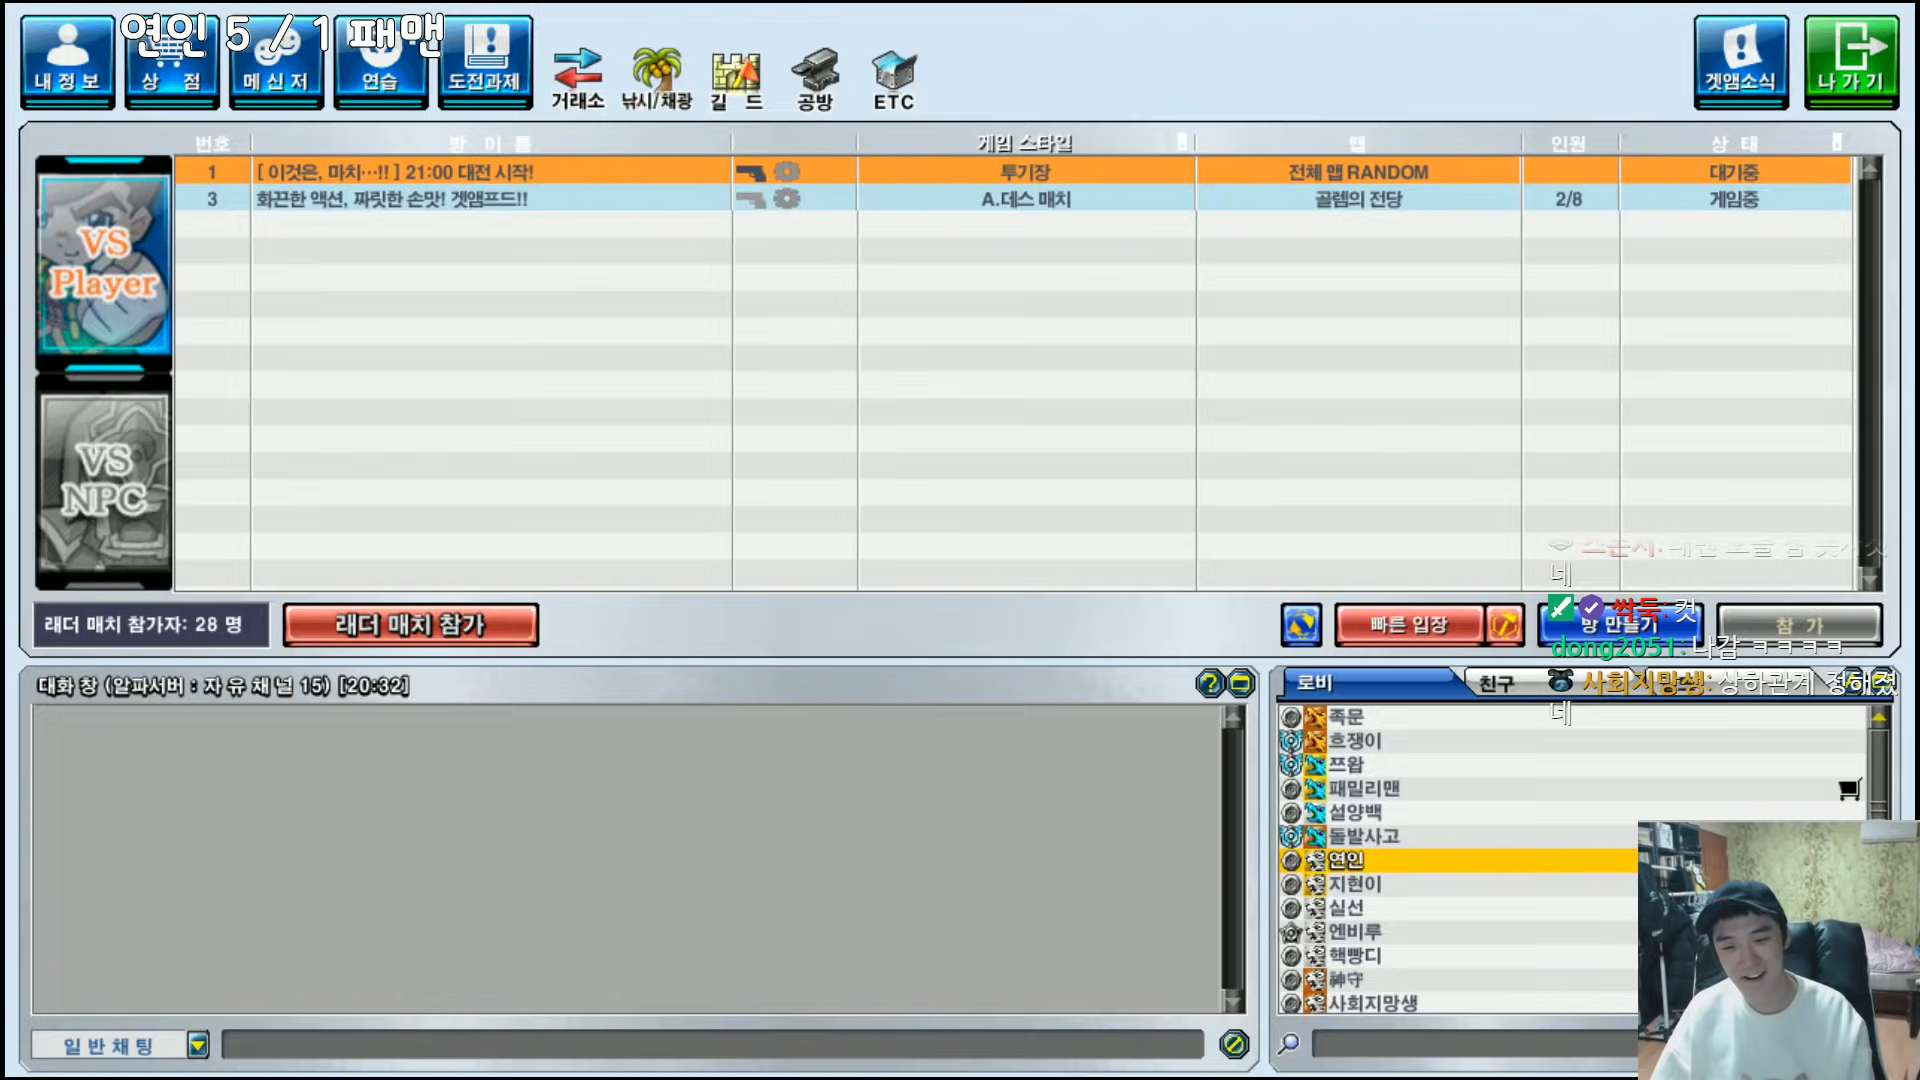 연인 5 / 1 패맨
내 정 보
상 점
메 신 저
연습
도전과제
거래소
낚시/채광
길 드
공방
ETC
겟앰소식
나 가 기
번호
방 이 름
게임 스타일
맵
인원
상 태
1
[ 이것은, 마치…!! ] 21:00 대전 시작!
투기장
전체 맵 RANDOM
대기중
3
화끈한 액션, 짜릿한 손맛! 겟앰프드!!
A.데스 매치
골렘의 전당
2/8
게임중
VS
Player
VS
NPC
네
싹둑: 컷
dong2051: 나감 ㅋㅋㅋㅋ
사회지망생: 상하관계 정해졌
네
래더 매치 참가자: 28 명
래더 매치 참가
빠른 입장
방 만들기
참 가
대화 창 (알파서버 : 자 유 채 널 15) [20:32]
로비
친구
족문
흐쟁이
쯔왑
패밀리맨
설양백
돌발사고
연인
지현이
실선
엔비루
핵빵디
神守
사회지망생
일 반 채 팅